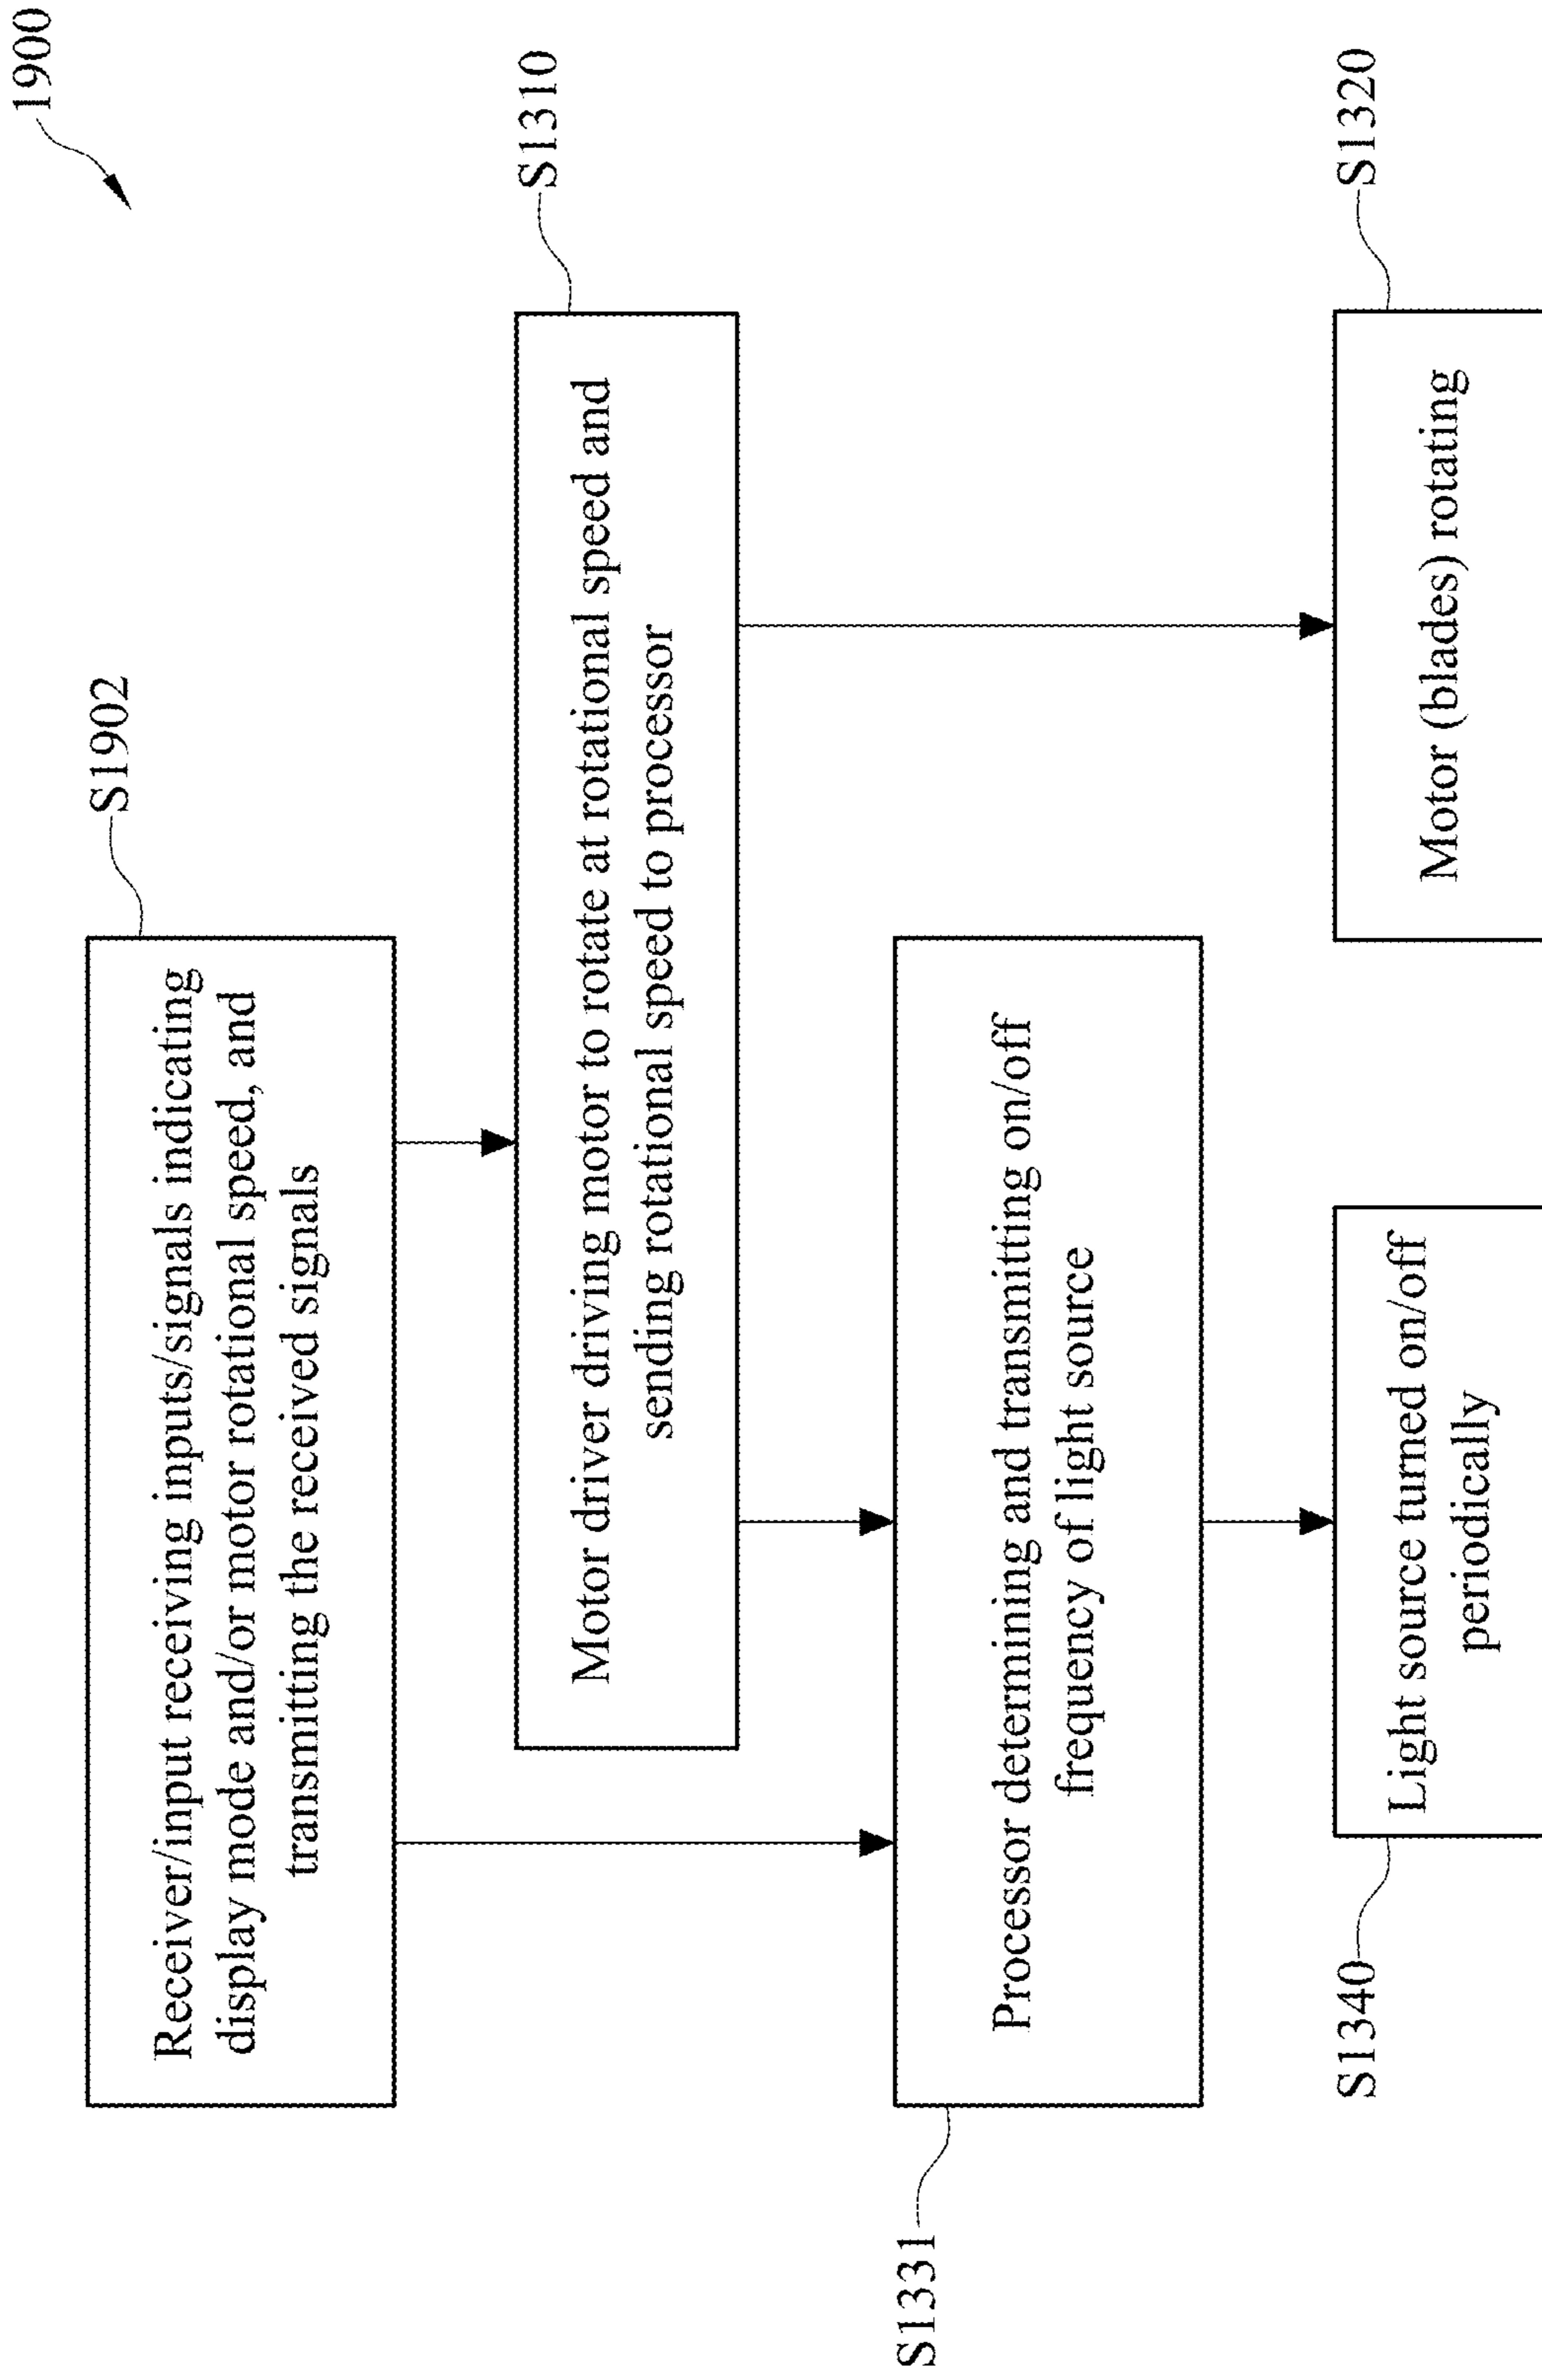 1900
S1902
Receiver/input receiving inputs/signals indicating
display mode and/or motor rotational speed, and
transmitting the received signals
S1310
Motor driver driving motor to rotate at rotational speed and
sending rotational speed to processor
S1331
Processor determining and transmitting on/off
frequency of light source
S1340
Light source turned on/off
periodically
S1320
Motor (blades) rotating